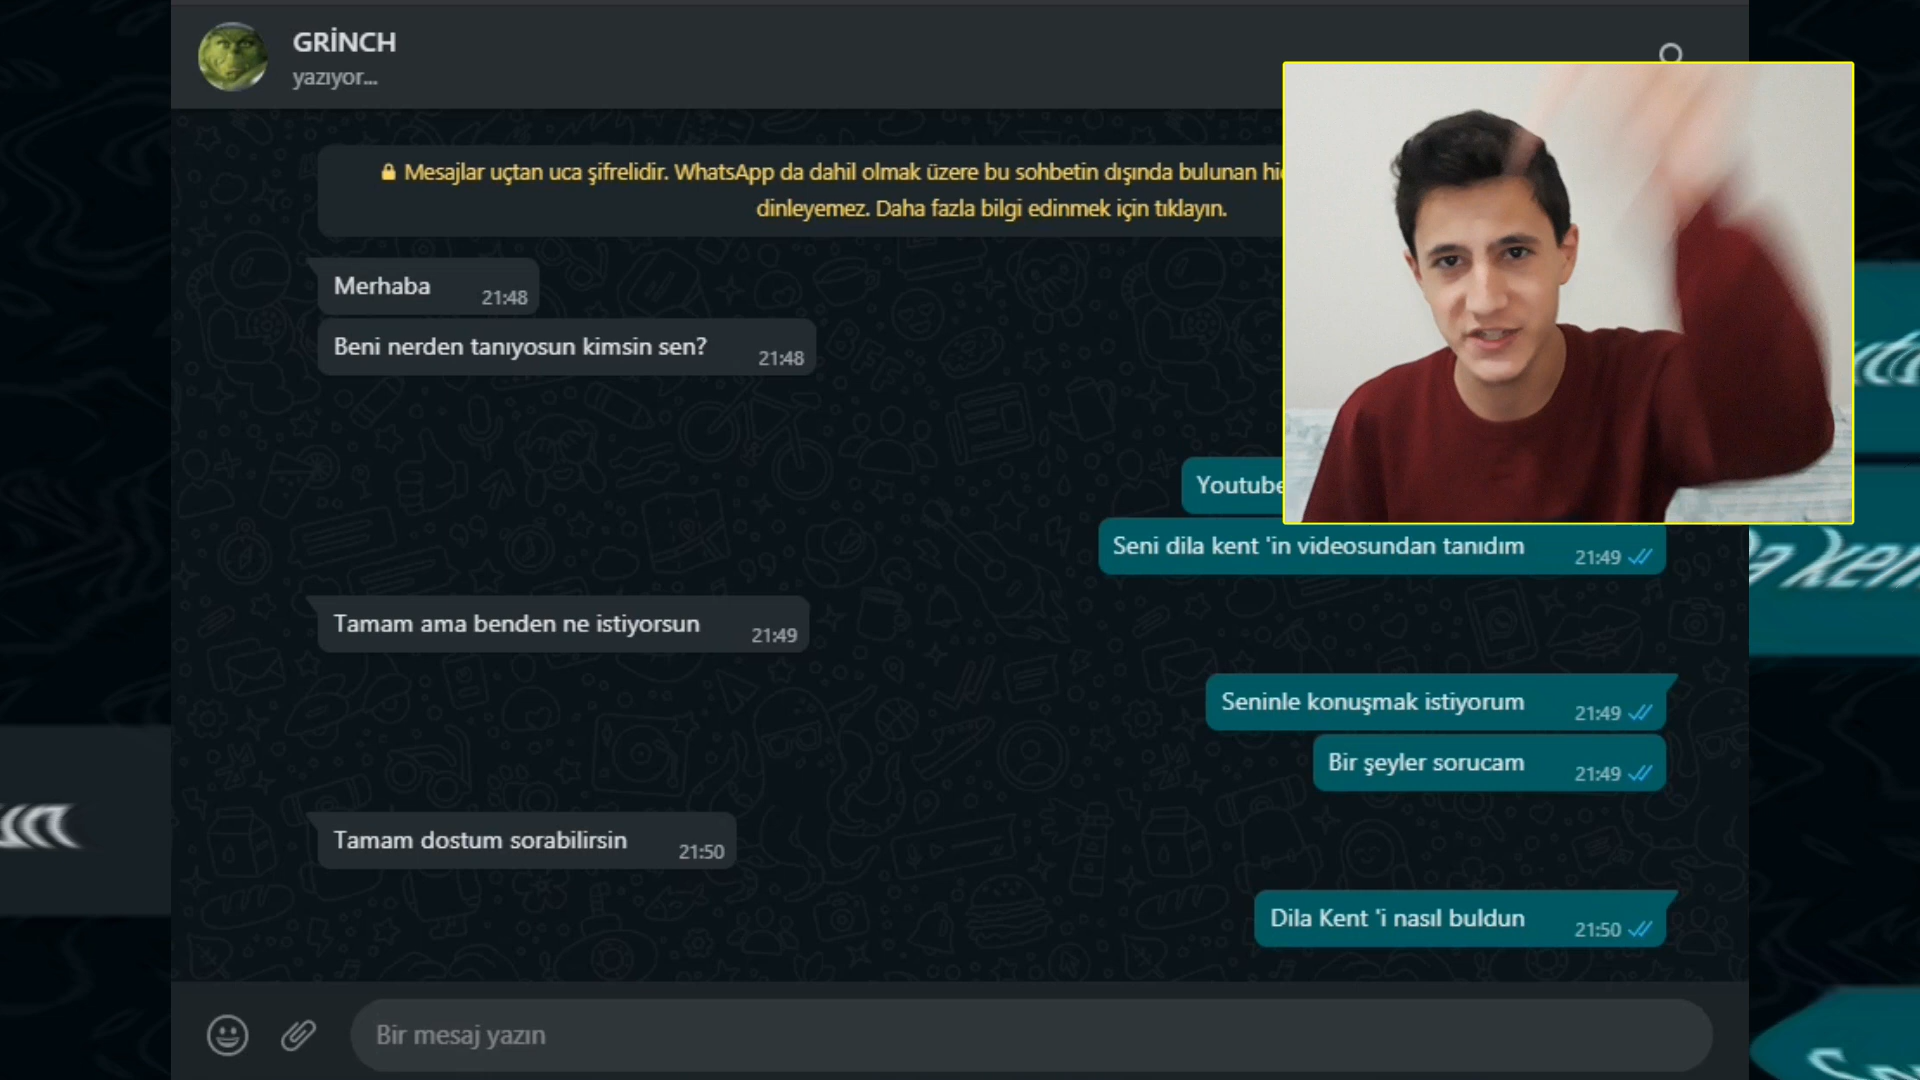 GRİNCH
yazıyor...
Mesajlar uçtan uca şifrelidir. WhatsApp da dahil olmak üzere bu sohbetin dışında bulunan
dinleyemez. Daha fazla bilgi edinmek için tıklayın.
Merhaba 21:48
Beni nerden tanıyosun kimsin sen? 21:48
Youtube
Seni dila kent 'in videosundan tanıdım 21:49
Tamam ama benden ne istiyorsun 21:49
Seninle konuşmak istiyorum 21:49
Bir şeyler sorucam 21:49
Tamam dostum sorabilirsin 21:50
Dila Kent 'i nasıl buldun 21:50
Bir mesaj yazın